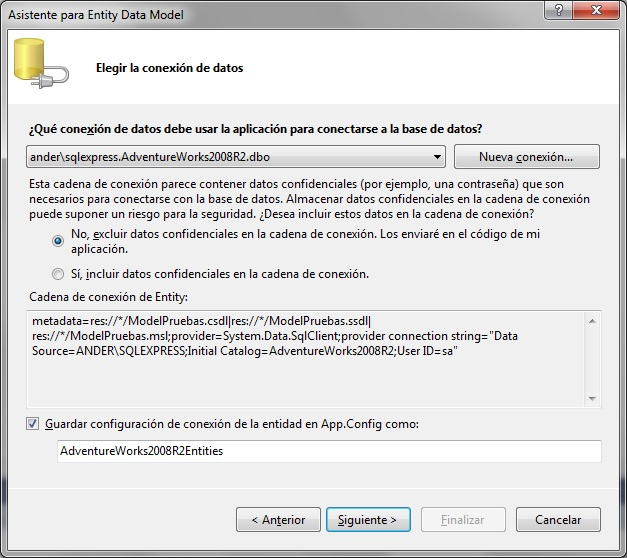 Asistente para Entity Data Model
?
Elegir la conexión de datos
¿Qué conexión de datos debe usar la aplicación para conectarse a la base de datos?
ander\sqlexpress.AdventureWorks2008R2.dbo
Nueva conexión...
Esta cadena de conexión parece contener datos confidenciales (por ejemplo, una contraseña) que son
necesarios para conectarse con la base de datos. Almacenar datos confidenciales en la cadena de conexión
puede suponer un riesgo para la seguridad. ¿Desea incluir estos datos en la cadena de conexión?
No, excluir datos confidenciales en la cadena de conexión. Los enviaré en el código de mi
aplicación.
Sí, incluir datos confidenciales en la cadena de conexión.
Cadena de conexión de Entity:
metadata=res://*/ModelPruebas.csdl|res://*/ModelPruebas.ssdl|
res://*/ModelPruebas.msl;provider=System.Data.SqlClient;provider connection string="Data
Source=ANDER\SQLEXPRESS;Initial Catalog=AdventureWorks2008R2;User ID=sa"
Guardar configuración de conexión de la entidad en App.Config como:
AdventureWorks2008R2Entities
< Anterior
Siguiente >
Finalizar
Cancelar